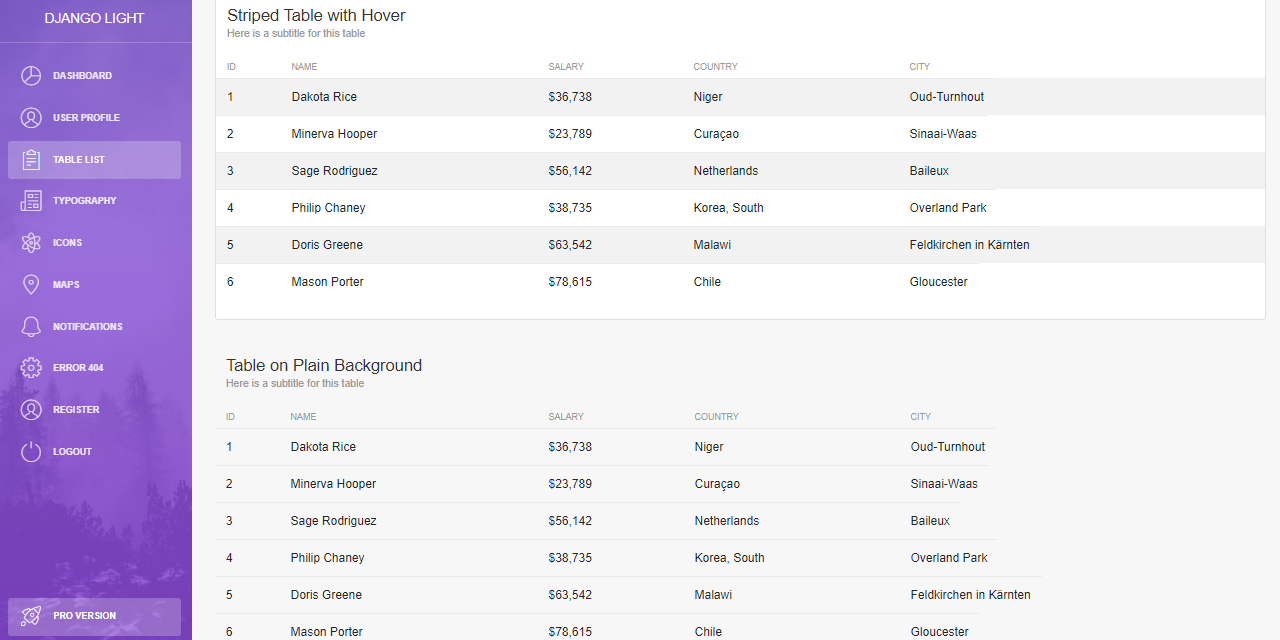 DJANGO LIGHT
DASHBOARD
USER PROFILE
TABLE LIST
TYPOGRAPHY
ICONS
MAPS
NOTIFICATIONS
ERROR 404
REGISTER
LOGOUT
PRO VERSION
Striped Table with Hover
Here is a subtitle for this table
ID NAME SALARY COUNTRY CITY
1 Dakota Rice $36,738 Niger Oud-Turnhout
2 Minerva Hooper $23,789 Curaçao Sinaai-Waas
3 Sage Rodriguez $56,142 Netherlands Baileux
4 Philip Chaney $38,735 Korea, South Overland Park
5 Doris Greene $63,542 Malawi Feldkirchen in Kärnten
6 Mason Porter $78,615 Chile Gloucester
Table on Plain Background
Here is a subtitle for this table
ID NAME SALARY COUNTRY CITY
1 Dakota Rice $36,738 Niger Oud-Turnhout
2 Minerva Hooper $23,789 Curaçao Sinaai-Waas
3 Sage Rodriguez $56,142 Netherlands Baileux
4 Philip Chaney $38,735 Korea, South Overland Park
5 Doris Greene $63,542 Malawi Feldkirchen in Kärnten
6 Mason Porter $78,615 Chile Gloucester